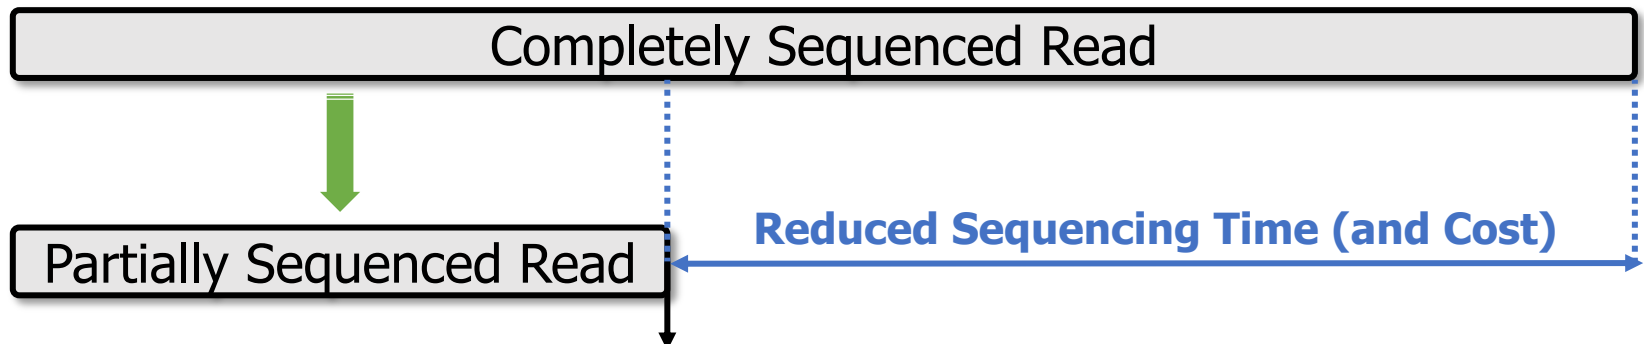 Completely Sequenced Read
Reduced Sequencing Time (and Cost)
Partially Sequenced Read